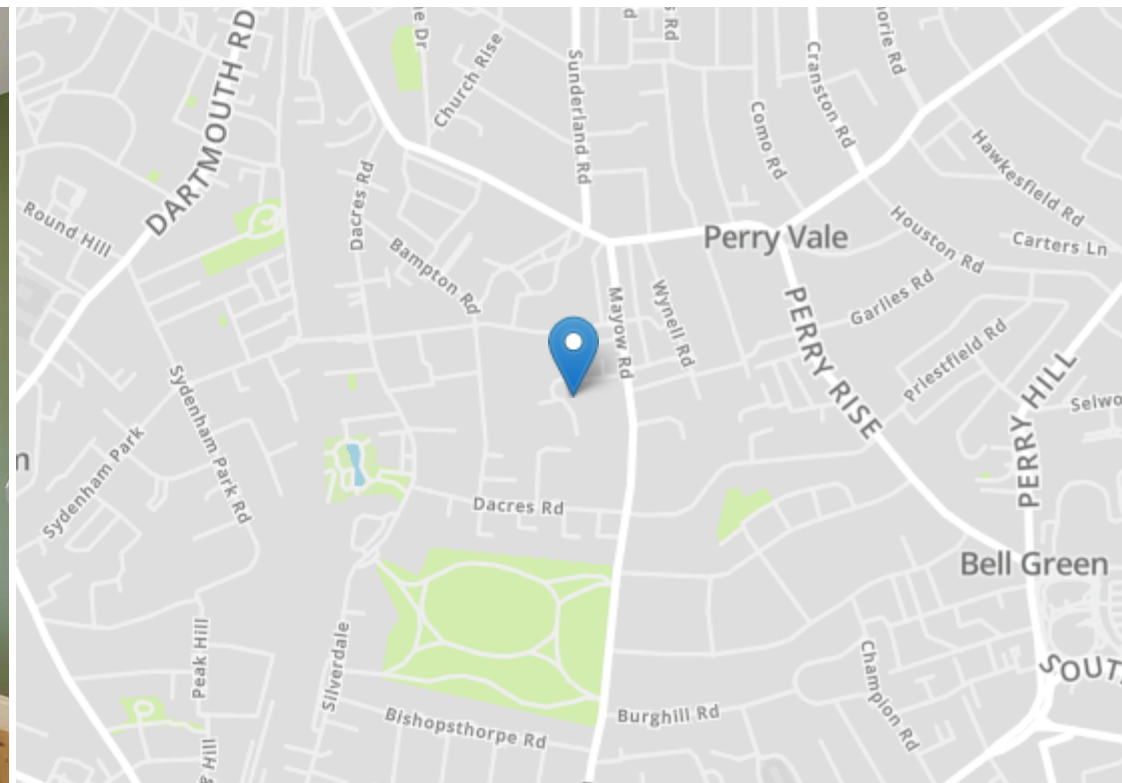 DARTMOUTH RD
Church Rise
Sunderland Rd
Cranston Rd
Como Rd
Hawkesfield Rd
Round Hill
Dacres Rd
Bampton Rd
Perry Vale
Houston Rd
Carters Ln
Garlies Rd
Mayow Rd
Wynell Rd
PERRY RISE
Priestfield Rd
PERRY HILL
Sydenham Park
Sydenham Park Rd
Dacres Rd
Bell Green
Peak Hill
Silverdale
Champion Rd
Bishopsthorpe Rd
Burghill Rd